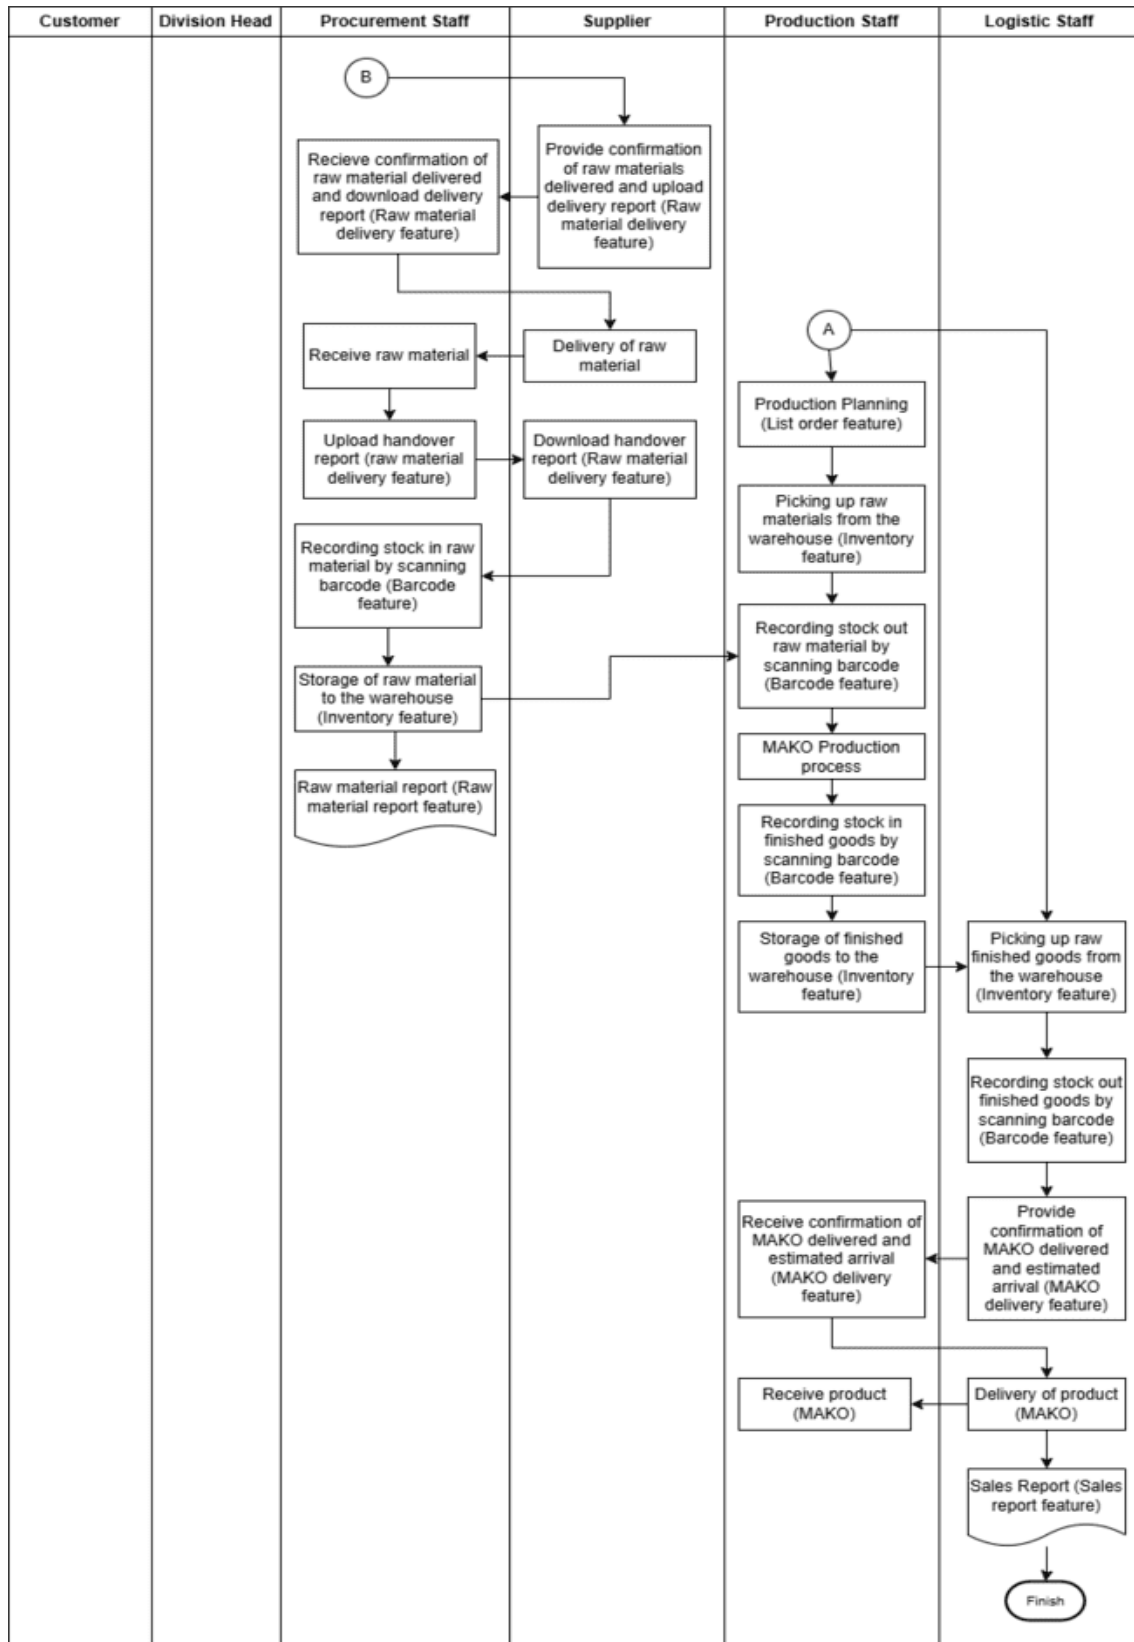 Customer
Division Head
Procurement Staff
Supplier
Production Staff
Logistic Staff
B
Recieve confirmation of
raw material delivered
and download delivery
report (Raw material
delivery feature)
Provide confirmation
of raw materials
delivered and upload
delivery report (Raw
material delivery
feature)
Receive raw material
Delivery of raw
material
A
Production Planning
(List order feature)
Upload handover
report (raw material
delivery feature)
Download handover
report (Raw material
delivery feature)
Picking up raw
materials from the
warehouse (Inventory
feature)
Recording stock in raw
material by scanning
barcode (Barcode
feature)
Recording stock out
raw material by
scanning barcode
(Barcode feature)
Storage of raw material
to the warehouse
(Inventory feature)
MAKO Production
process
Raw material report (Raw
material report feature)
Recording stock in
finished goods by
scanning barcode
(Barcode feature)
Storage of finished
goods to the
warehouse (Inventory
feature)
Picking up raw
finished goods from
the warehouse
(Inventory feature)
Recording stock out
finished goods by
scanning barcode
(Barcode feature)
Receive confirmation of
MAKO delivered and
estimated arrival
(MAKO delivery
feature)
Provide
confirmation of
MAKO delivered
and estimated
arrival (MAKO
delivery feature)
Receive product
(MAKO)
Delivery of product
(MAKO)
Sales Report (Sales
report feature)
Finish